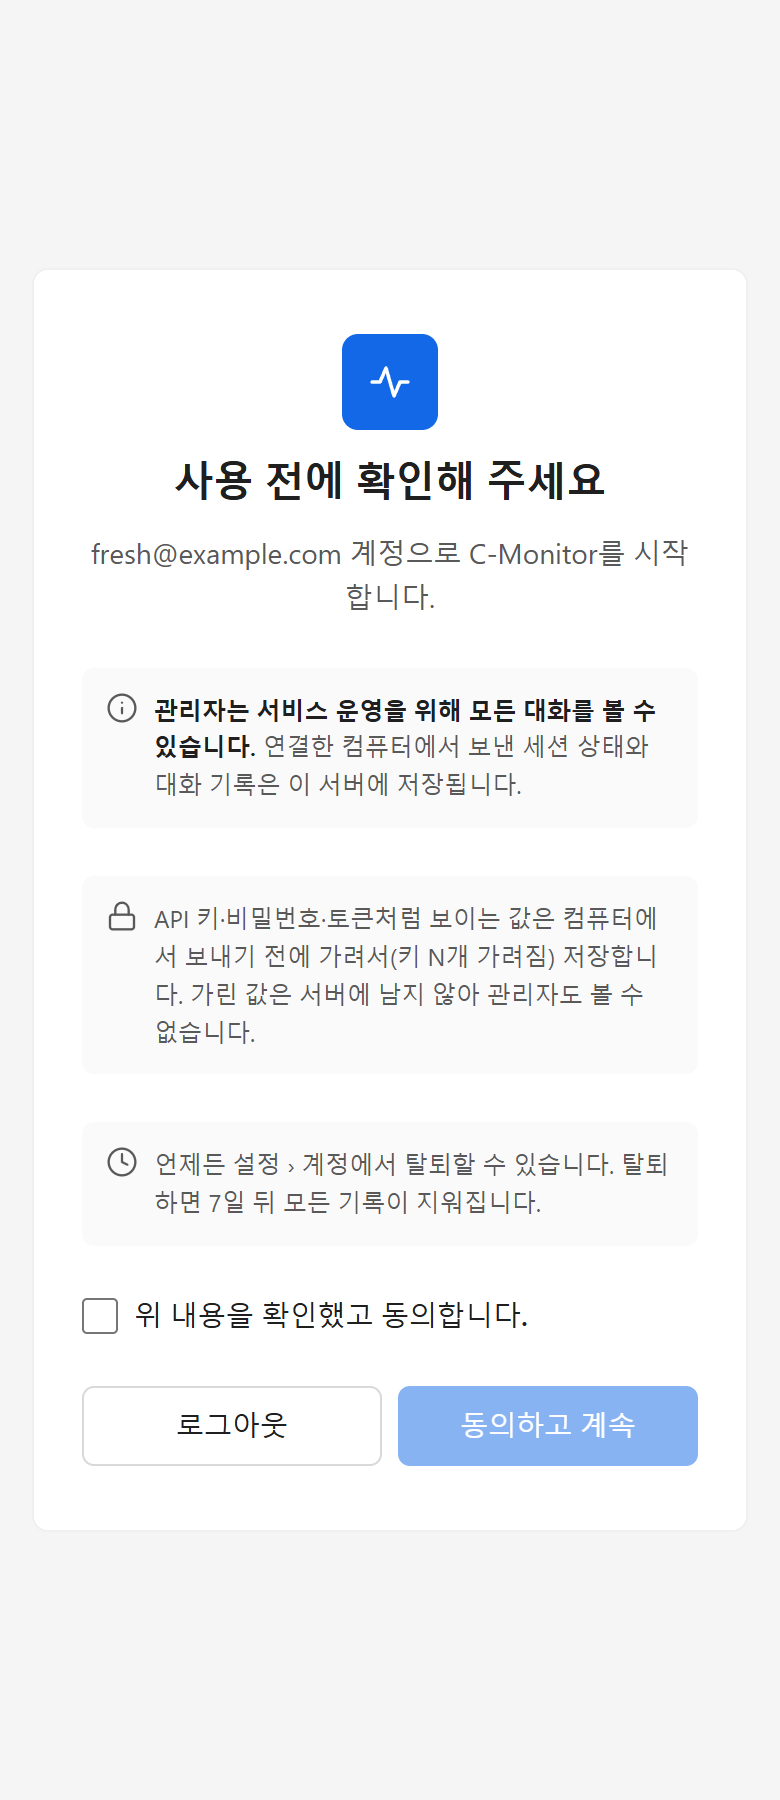 사용 전에 확인해 주세요
fresh@example.com 계정으로 C-Monitor를 시작
합니다.
관리자는 서비스 운영을 위해 모든 대화를 볼 수
있습니다. 연결한 컴퓨터에서 보낸 세션 상태와
대화 기록은 이 서버에 저장됩니다.
API 키·비밀번호·토큰처럼 보이는 값은 컴퓨터에
서 보내기 전에 가려서(키 N개 가려짐) 저장합니
다. 가린 값은 서버에 남지 않아 관리자도 볼 수
없습니다.
언제든 설정 › 계정에서 탈퇴할 수 있습니다. 탈퇴
하면 7일 뒤 모든 기록이 지워집니다.
위 내용을 확인했고 동의합니다.
로그아웃
동의하고 계속